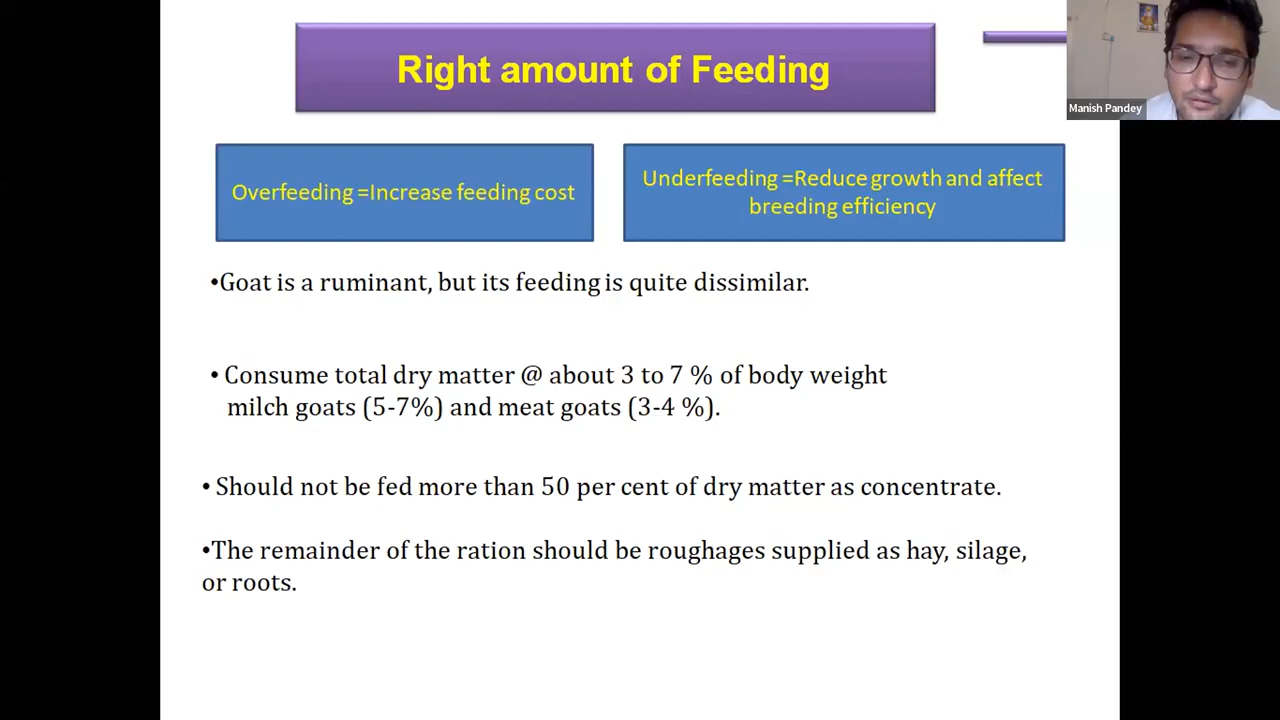 Right amount of Feeding
Manish Pandey
Overfeeding =Increase feeding cost
Underfeeding =Reduce growth and affect
breeding efficiency
•Goat is a ruminant, but its feeding is quite dissimilar.
• Consume total dry matter @ about 3 to 7 % of body weight
milch goats (5-7%) and meat goats (3-4 %).
• Should not be fed more than 50 per cent of dry matter as concentrate.
•The remainder of the ration should be roughages supplied as hay, silage,
or roots.